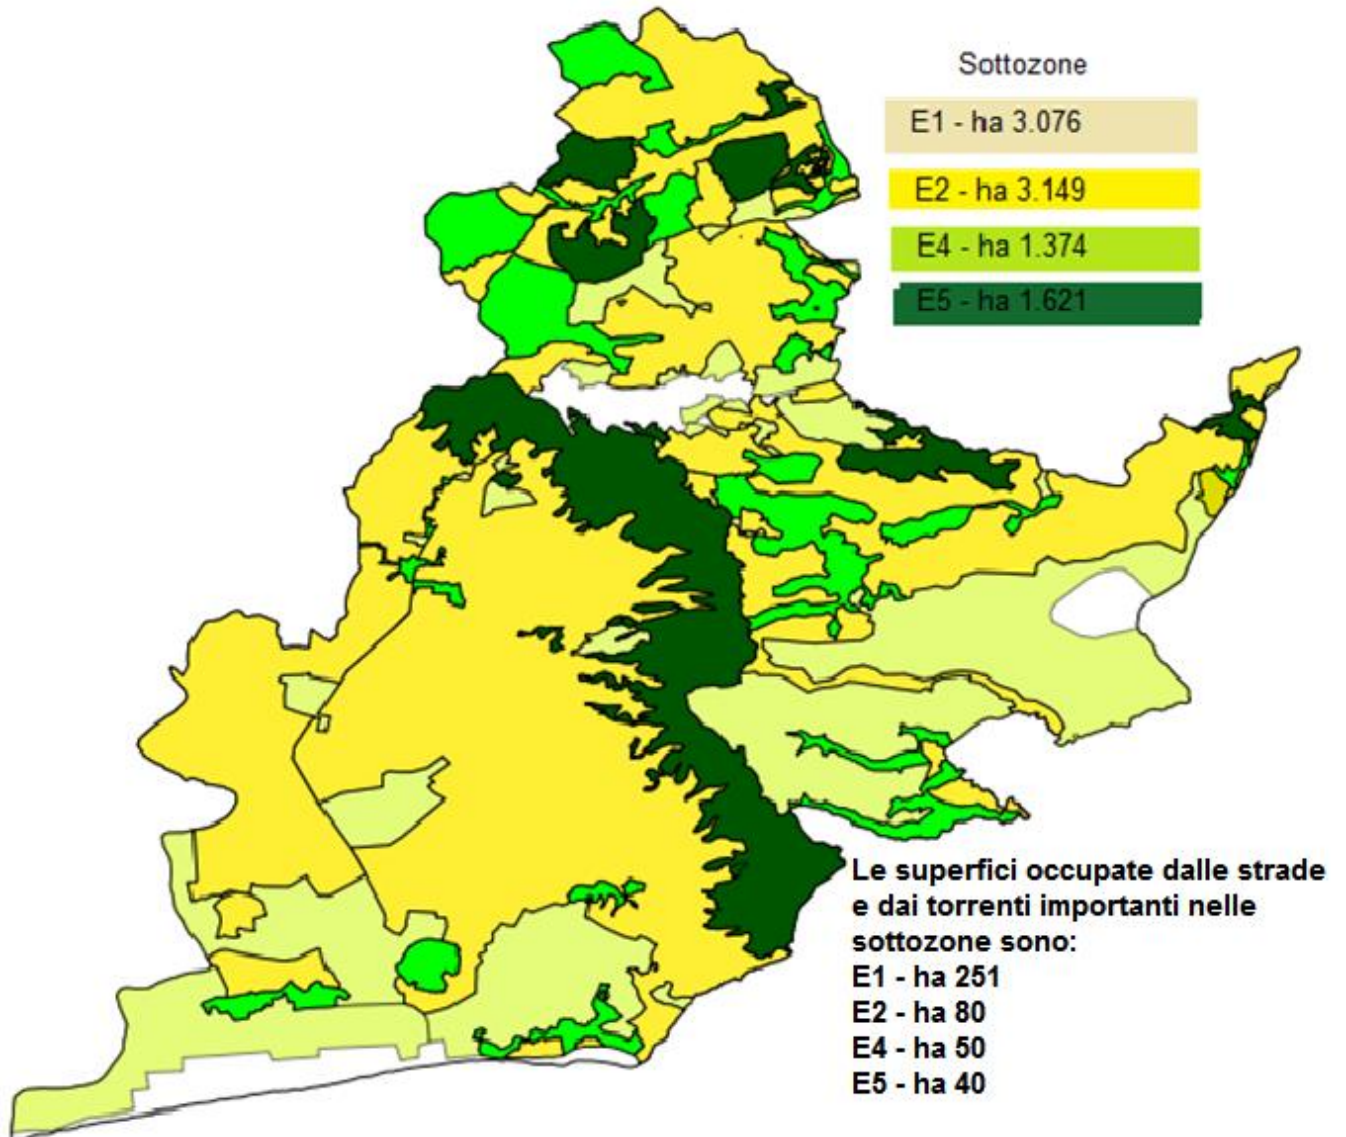 Sottozone
E1 - ha 3.076
E2 - ha 3.149
E4 - ha 1.374
E5 - ha 1.621
Le superfici occupate dalle strade
e dai torrenti importanti nelle
sottozone sono:
E1 - ha 251
E2 - ha 80
E4 - ha 50
E5 - ha 40